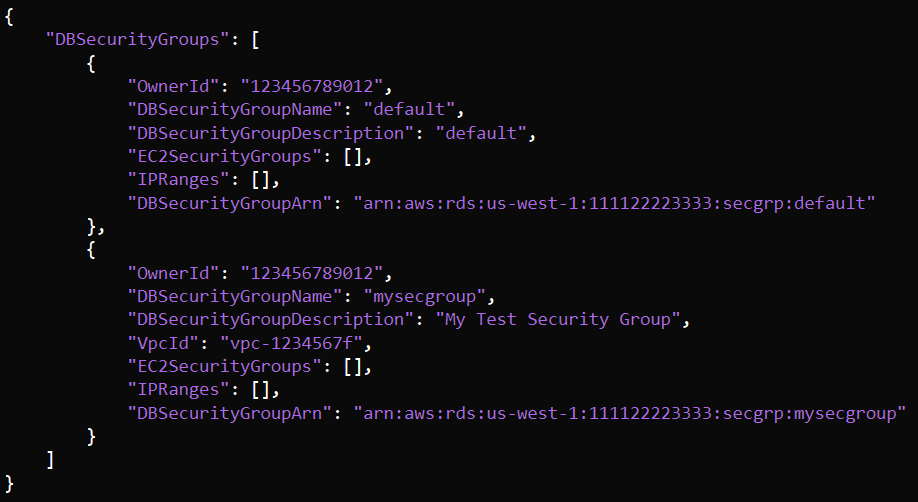 {
    "DBSecurityGroups": [
        {
            "OwnerId": "123456789012",
            "DBSecurityGroupName": "default",
            "DBSecurityGroupDescription": "default",
            "EC2SecurityGroups": [],
            "IPRanges": [],
            "DBSecurityGroupArn": "arn:aws:rds:us-west-1:111122223333:secgrp:default"
        },
        {
            "OwnerId": "123456789012",
            "DBSecurityGroupName": "mysecgroup",
            "DBSecurityGroupDescription": "My Test Security Group",
            "VpcId": "vpc-1234567f",
            "EC2SecurityGroups": [],
            "IPRanges": [],
            "DBSecurityGroupArn": "arn:aws:rds:us-west-1:111122223333:secgrp:mysecgroup"
        }
    ]
}